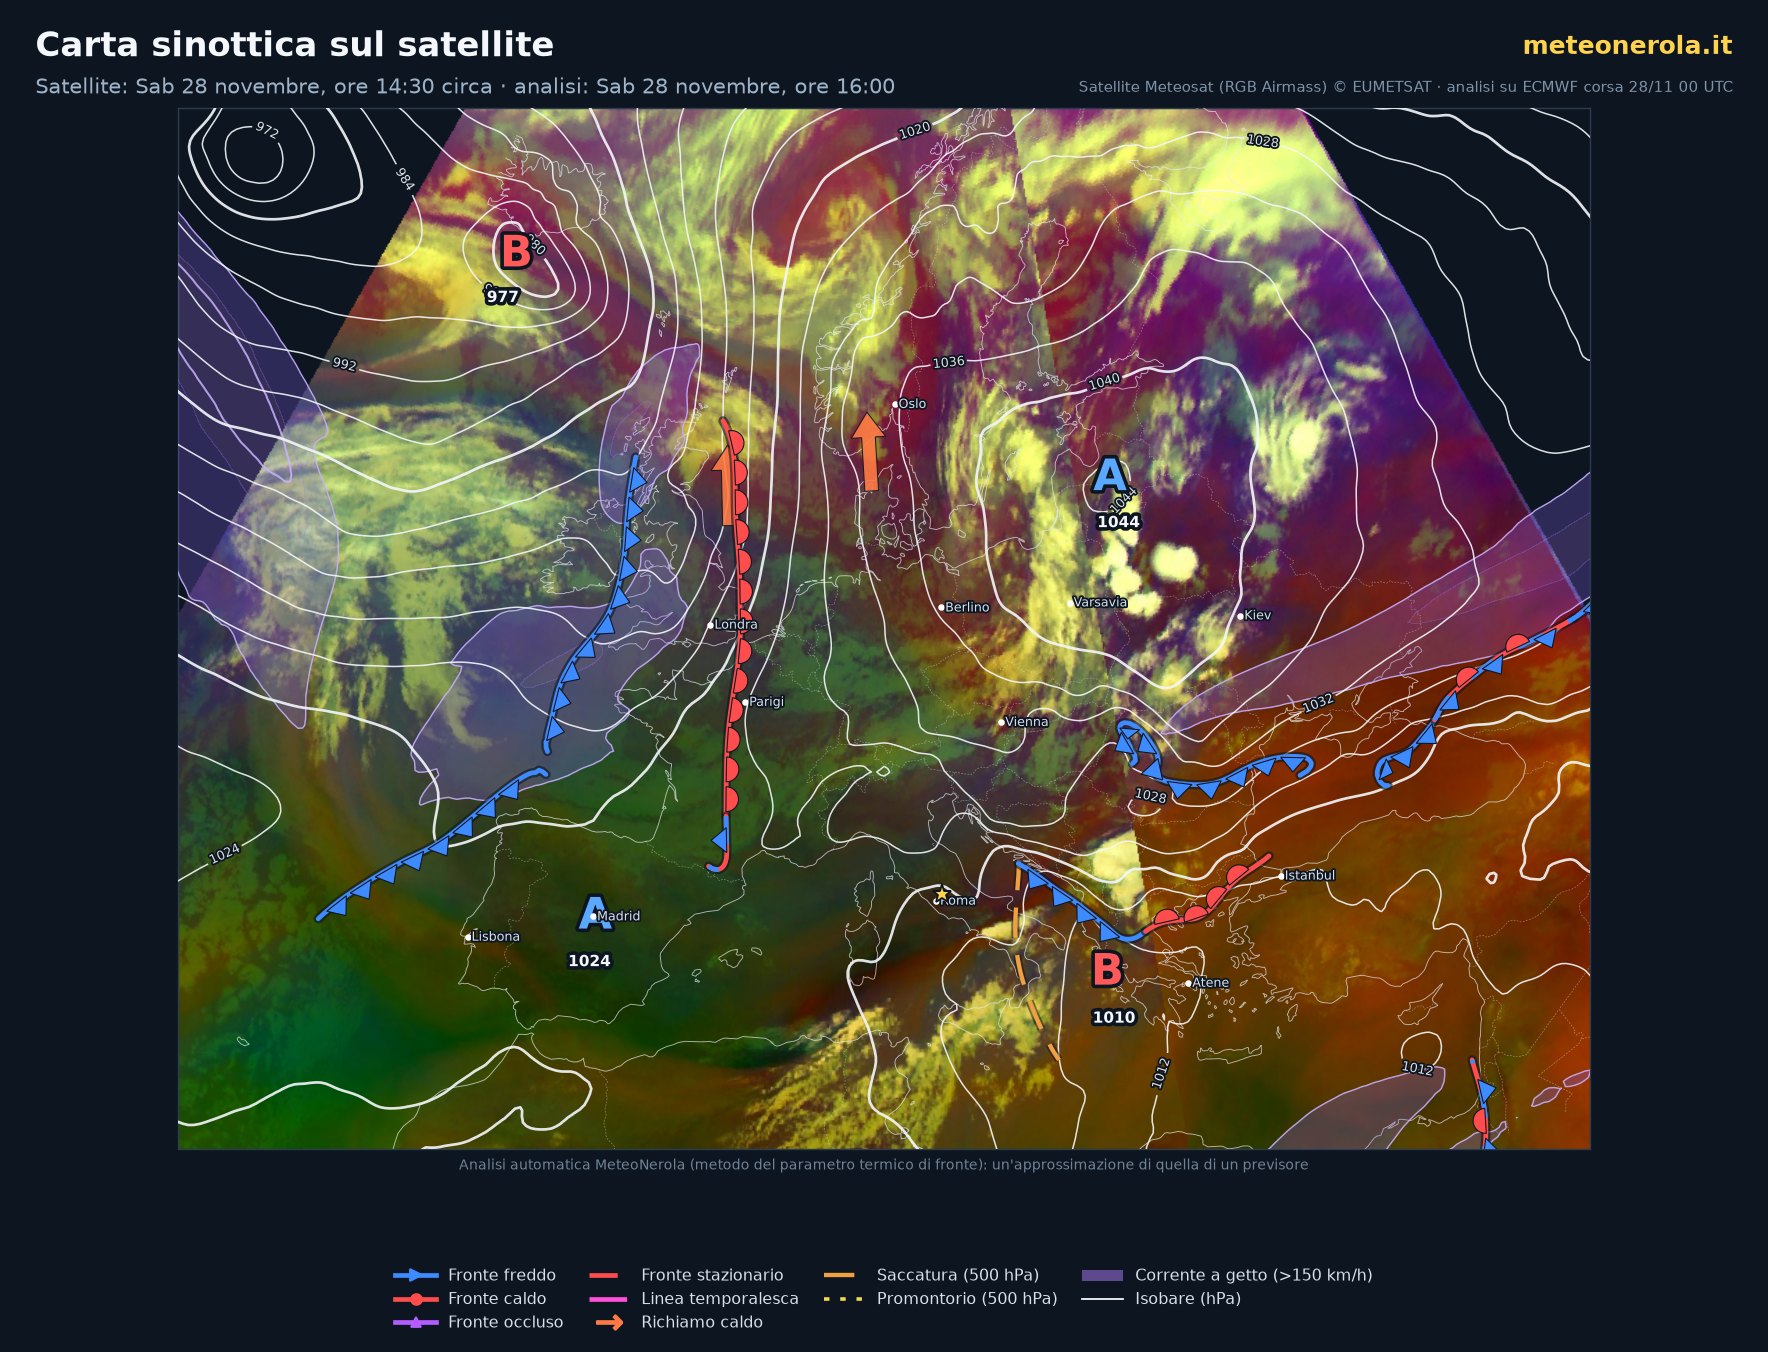 Carta sinottica sul satellite
meteonerola.it
Satellite: Sab 28 novembre, ore 14:30 circa · analisi: Sab 28 novembre, ore 16:00
Satellite Meteosat (RGB Airmass) © EUMETSAT · analisi su ECMWF corsa 28/11 00 UTC
972
1020
1028
984
B
980
977
992
1036
1040
Oslo
A
1044
1044
Berlino
Varsavia
Kiev
Londra
Parigi
Vienna
1032
1028
1024
Istanbul
Roma
A
Madrid
Lisbona
1024
B
Atene
1010
1012
1012
Analisi automatica MeteoNerola (metodo del parametro termico di fronte): un'approssimazione di quella di un previsore
Fronte freddo
Fronte caldo
Fronte occluso
Fronte stazionario
Linea temporalesca
Richiamo caldo
Saccatura (500 hPa)
Promontorio (500 hPa)
Corrente a getto (>150 km/h)
Isobare (hPa)